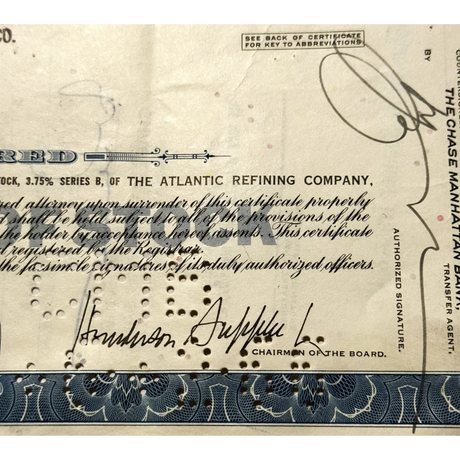 CO.
SEE BACK OF CERTIFICATE
FOR KEY TO ABBREVIATIONS
RRED
TOCK, 3.75% SERIES B, OF THE ATLANTIC REFINING COMPANY,
attorney upon surrender of this certificate properly
shall be held subject to all of the provisions of the
the holder by acceptance hereof assents. This certificate
registered by the Registrar.
the facsimile signatures of its duly authorized officers.
Henderson Supplee
CHAIRMAN OF THE BOARD.
BY
THE CHASE MANHATTAN BANK,
TRANSFER AGENT,
AUTHORIZED SIGNATURE.